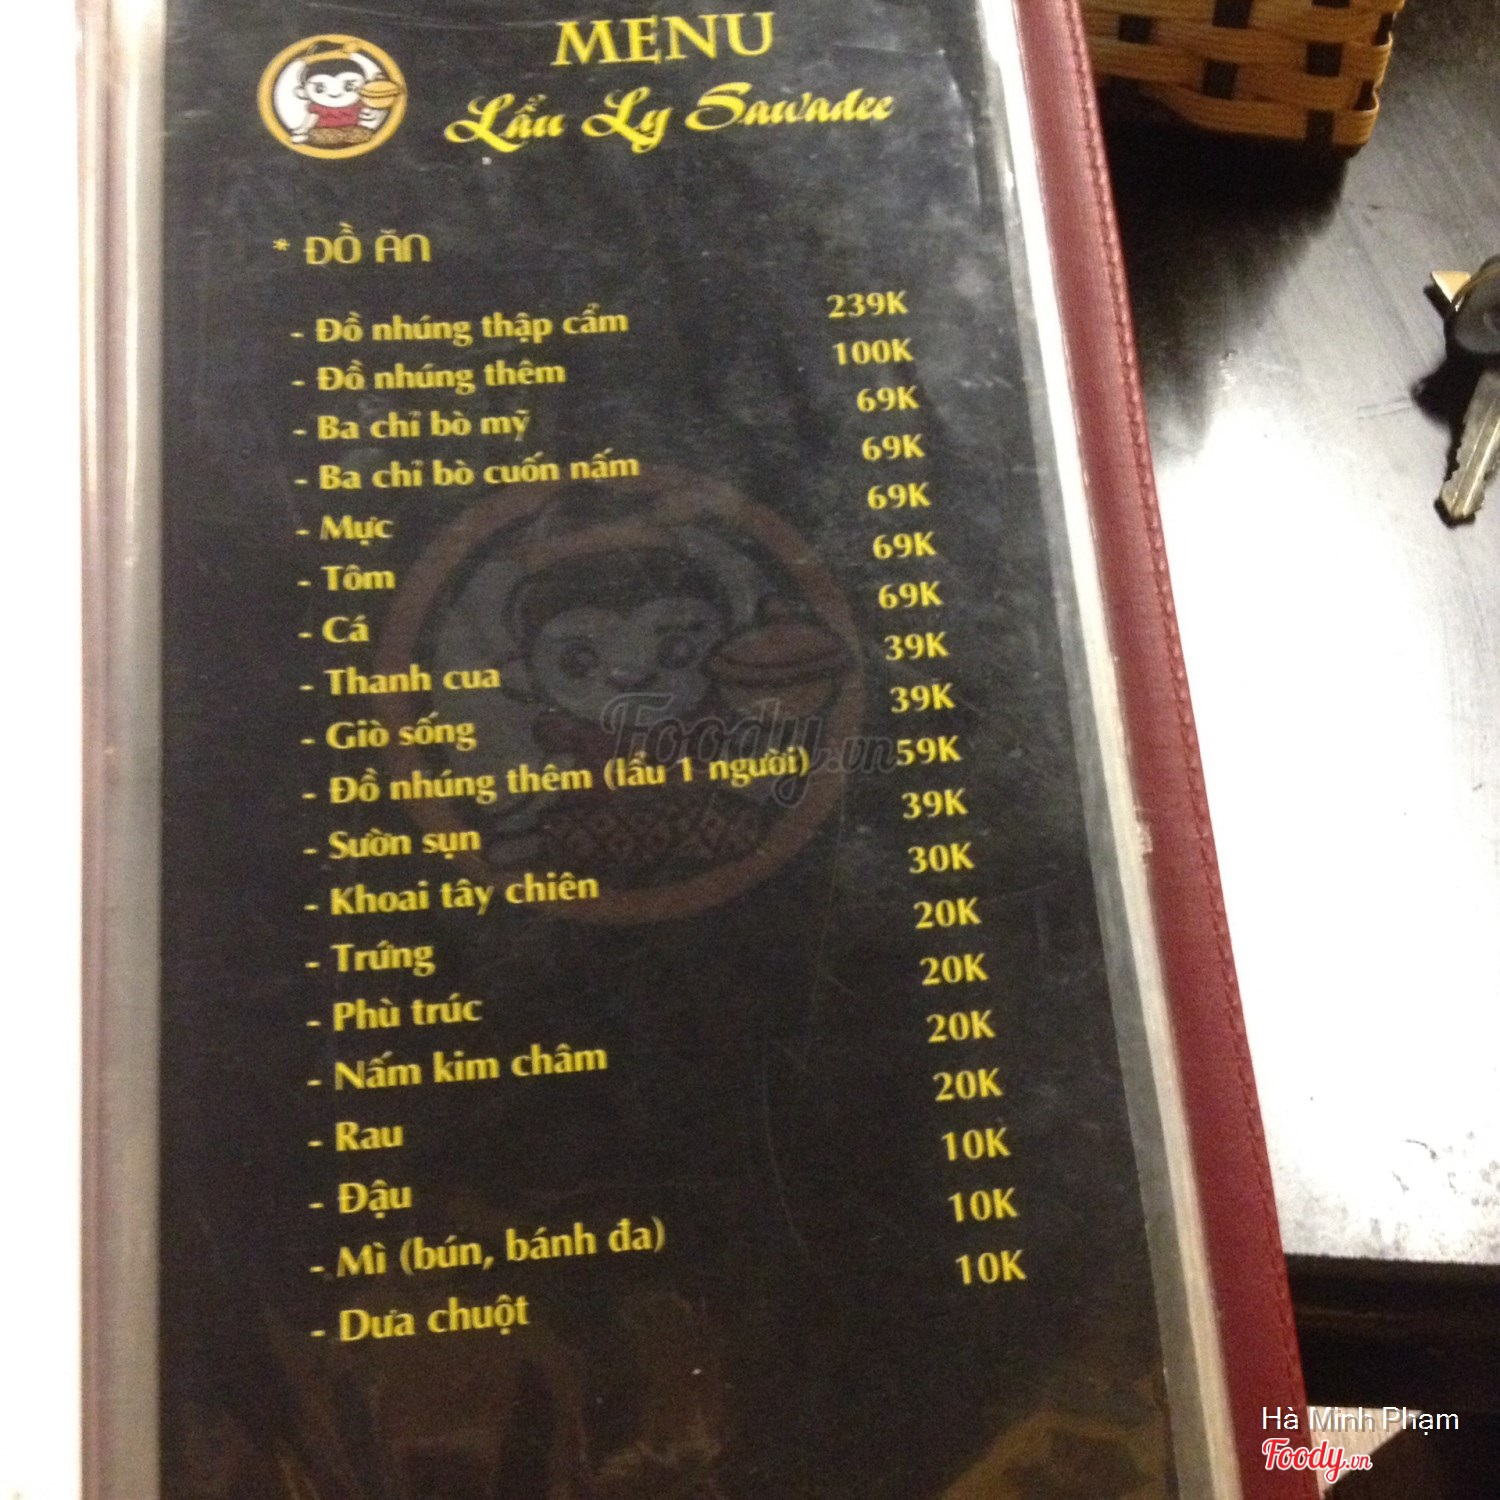 MENU
Lẩu Ly Sawadee
* ĐỒ ĂN
- Đồ nhúng thập cẩm 239K
- Đồ nhúng thêm 100K
- Ba chỉ bò mỹ 69K
- Ba chỉ bò cuốn nấm 69K
- Mực 69K
- Tôm 69K
- Cá 69K
- Thanh cua 39K
- Giò sống 39K
- Đồ nhúng thêm (lẩu 1 người) 59K
- Sườn sụn 39K
- Khoai tây chiên 30K
- Trứng 20K
- Phù trúc 20K
- Nấm kim châm 20K
- Rau 20K
- Đậu 10K
- Mì (bún, bánh đa) 10K
- Dưa chuột 10K
Foody.vn
Hà Minh Phạm
Foody.vn